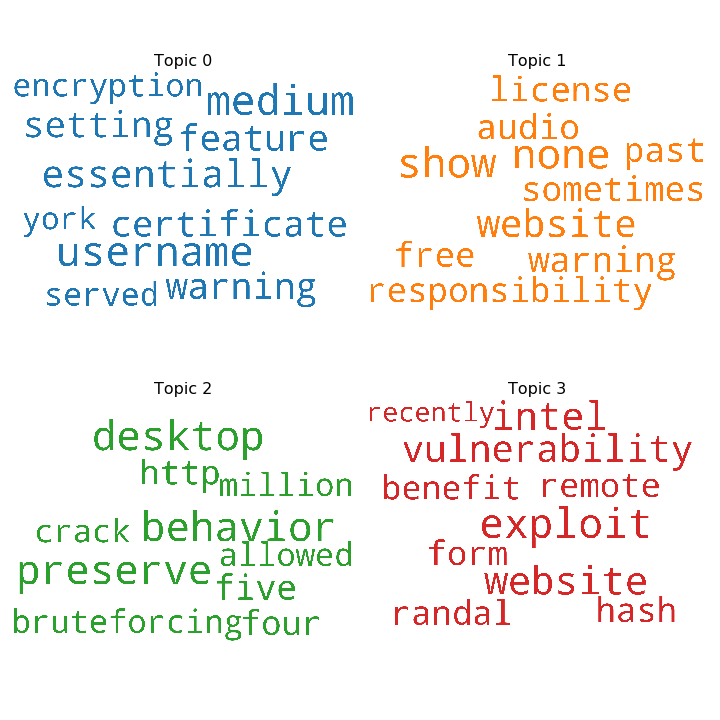 Topic 0
encryption
medium
setting
feature
essentially
york
certificate
username
served
warning
Topic 1
license
audio
show
none
past
sometimes
website
free
warning
responsibility
Topic 2
desktop
http
million
crack
behavior
allowed
preserve
five
bruteforcing
four
Topic 3
recently
intel
vulnerability
benefit
remote
exploit
form
website
randal
hash